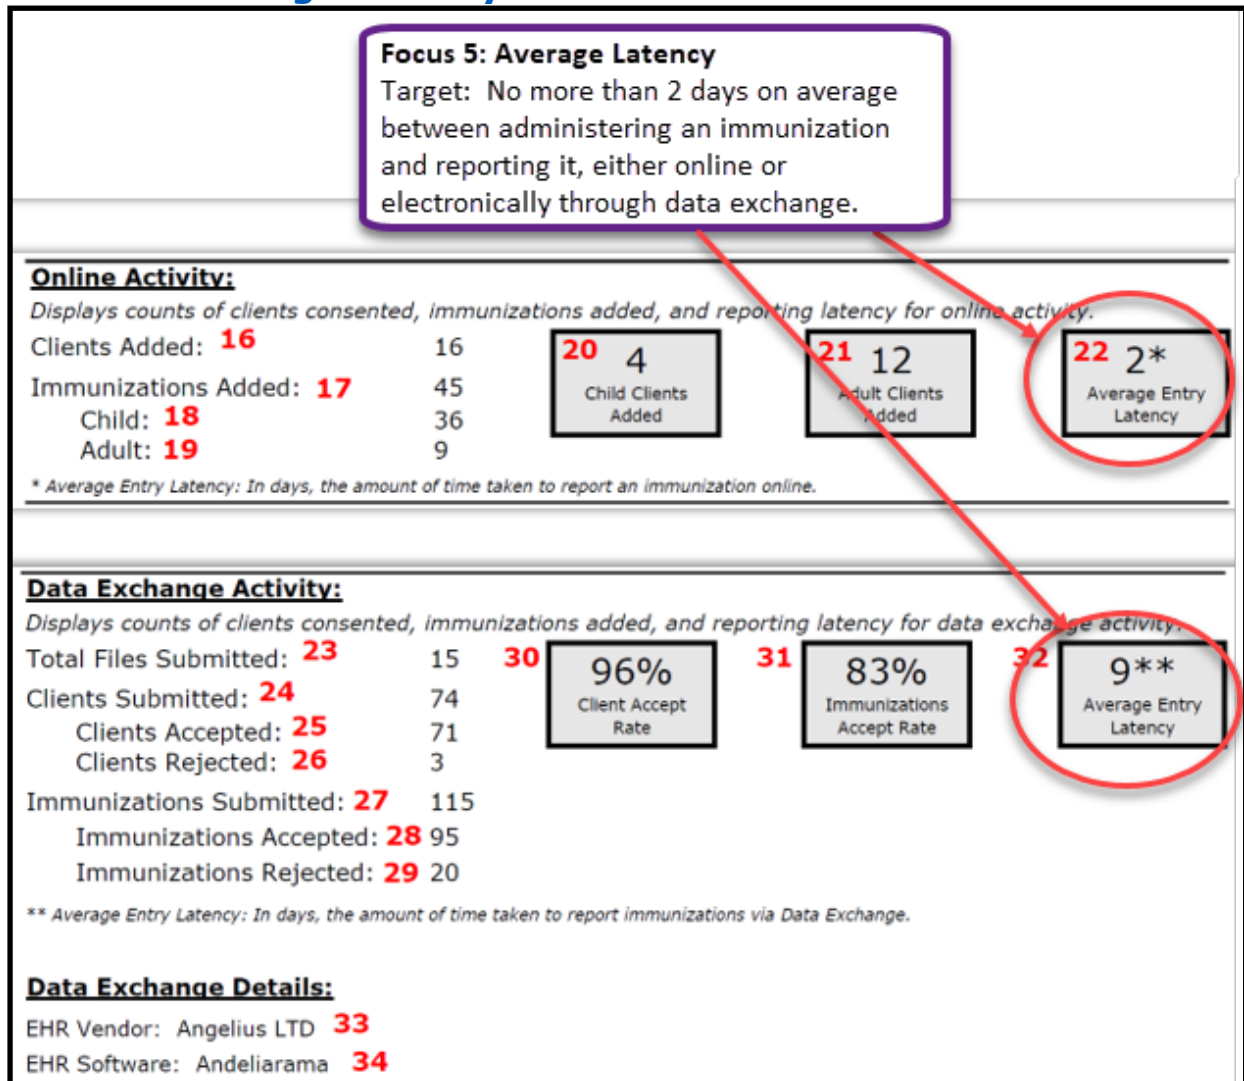 Focus 5: Average Latency
Target: No more than 2 days on average
between administering an immunization
and reporting it, either online or
electronically through data exchange.
Online Activity:
Displays counts of clients consented, immunizations added, and reporting latency for online activity.
Clients Added: 16 16
Immunizations Added: 17 45
Child: 18 36
Adult: 19 9
20 4
Child Clients
Added
21 12
Adult Clients
Added
22 2*
Average Entry
Latency
* Average Entry Latency: In days, the amount of time taken to report an immunization online.
Data Exchange Activity:
Displays counts of clients consented, immunizations added, and reporting latency for data exchange activity.
Total Files Submitted: 23 15
Clients Submitted: 24 74
Clients Accepted: 25 71
Clients Rejected: 26 3
Immunizations Submitted: 27 115
Immunizations Accepted: 28 95
Immunizations Rejected: 29 20
30 96%
Client Accept
Rate
31 83%
Immunizations
Accept Rate
32 9**
Average Entry
Latency
** Average Entry Latency: In days, the amount of time taken to report immunizations via Data Exchange.
Data Exchange Details:
EHR Vendor: Angelius LTD 33
EHR Software: Andeliarama 34